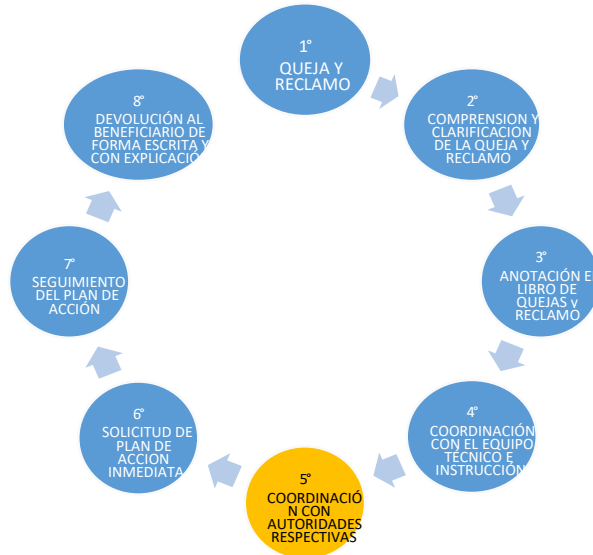 1°
QUEJA Y
RECLAMO
2°
COMPRENSION Y
CLARIFICACION
DE LA QUEJA Y
RECLAMO
3°
ANOTACIÓN E
LIBRO DE
QUEJAS y
RECLAMO
4°
COORDINACIÓN
CON EL EQUIPO
TÉCNICO E
INSTRUCCIÓN
5°
COORDINACIÓ
N CON
AUTORIDADES
RESPECTIVAS
6°
SOLICITUD DE
PLAN DE
ACCION
INMEDIATA
7°
SEGUIMIENTO
DEL PLAN DE
ACCIÓN
8°
DEVOLUCIÓN AL
BENEFICIARIO DE
FORMA ESCRITA Y
CON EXPLICACIÓN